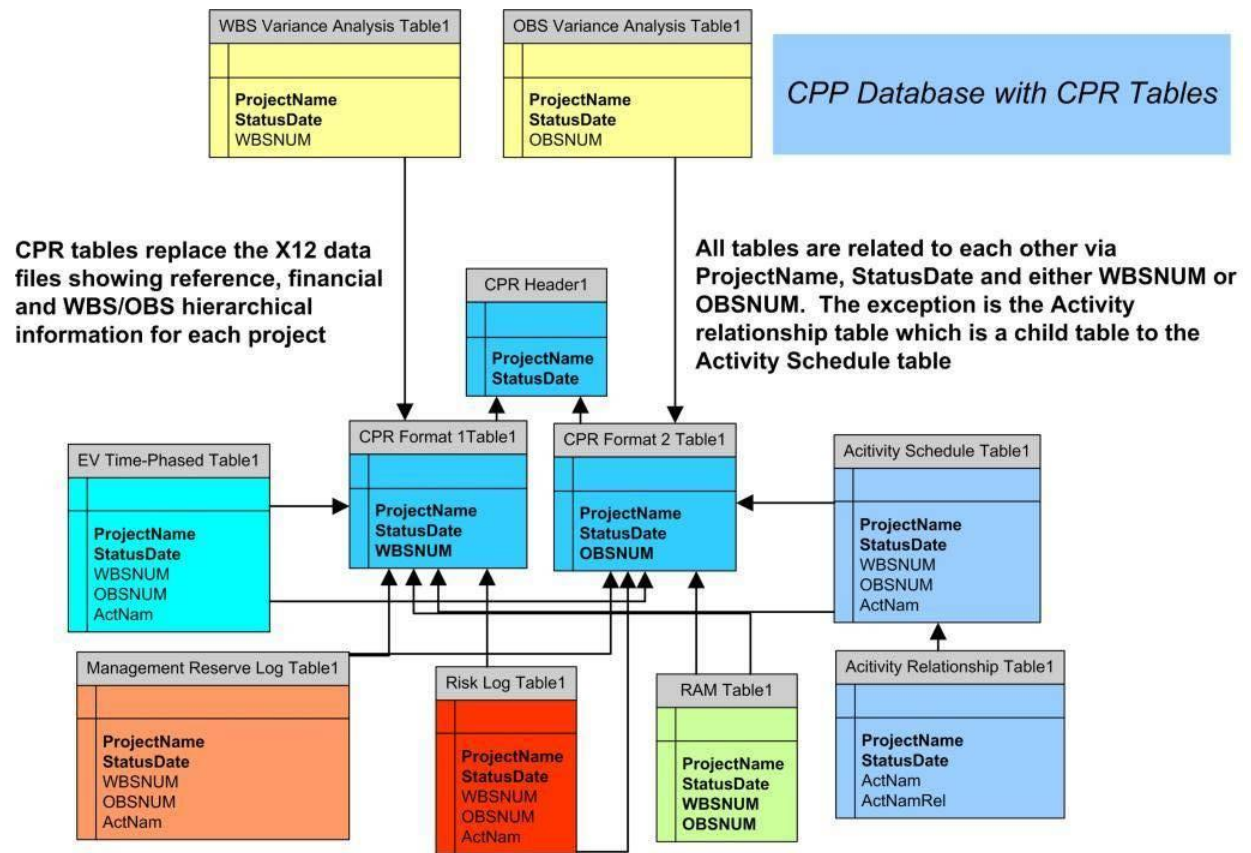 WBS Variance Analysis Table1
ProjectName
StatusDate
WBSNUM
OBS Variance Analysis Table1
ProjectName
StatusDate
OBSNUM
CPP Database with CPR Tables
CPR tables replace the X12 data
files showing reference, financial
and WBS/OBS hierarchical
information for each project
All tables are related to each other via
ProjectName, StatusDate and either WBSNUM or
OBSNUM. The exception is the Activity
relationship table which is a child table to the
Activity Schedule table
CPR Header1
ProjectName
StatusDate
EV Time-Phased Table1
ProjectName
StatusDate
WBSNUM
OBSNUM
ActNam
CPR Format 1Table1
ProjectName
StatusDate
WBSNUM
CPR Format 2 Table1
ProjectName
StatusDate
OBSNUM
Acitivity Schedule Table1
ProjectName
StatusDate
WBSNUM
OBSNUM
ActNam
Management Reserve Log Table1
ProjectName
StatusDate
WBSNUM
OBSNUM
ActNam
Risk Log Table1
ProjectName
StatusDate
WBSNUM
OBSNUM
ActNam
RAM Table1
ProjectName
StatusDate
WBSNUM
OBSNUM
Acitivity Relationship Table1
ProjectName
StatusDate
ActNam
ActNamRel